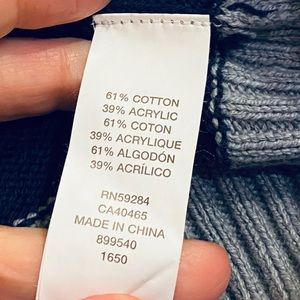 61% COTTON
39% ACRYLIC
61% COTON
39% ACRYLIQUE
61% ALGODÓN
39% ACRÍLICO
RN59284
CA40465
MADE IN CHINA
899540
1650